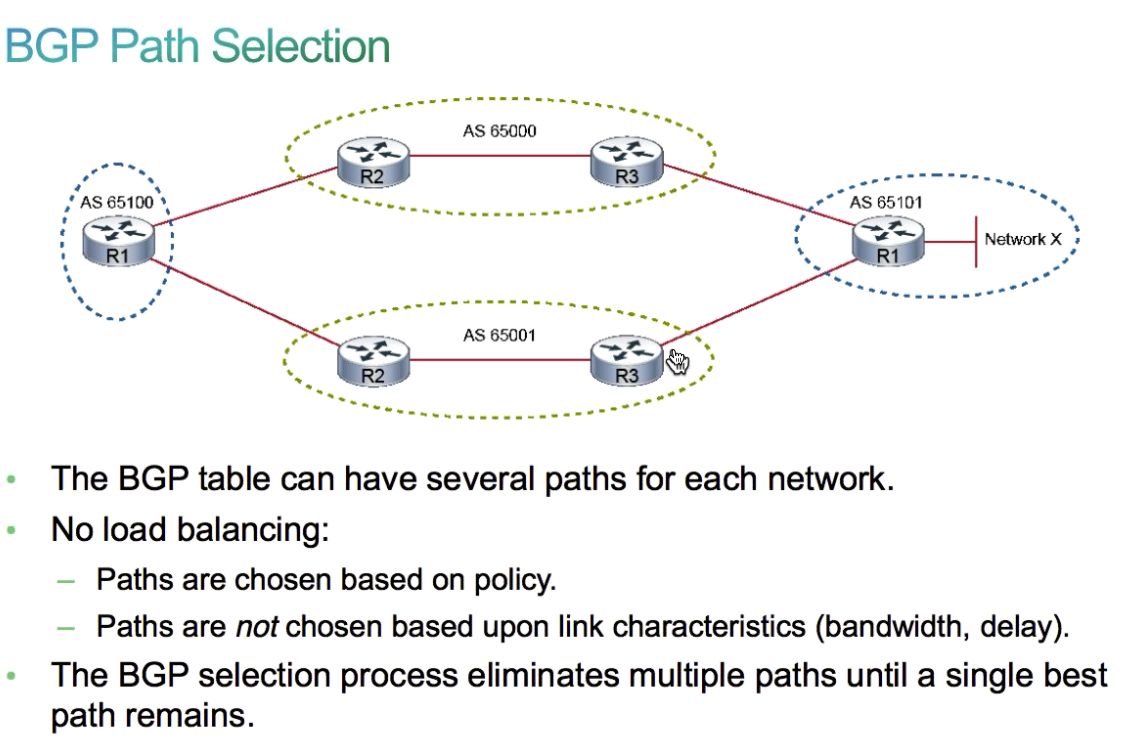 BGP Path Selection
AS 65000
R2
R3
AS 65100
R1
AS 65101
R1
Network X
AS 65001
R2
R3
• The BGP table can have several paths for each network.
• No load balancing:
– Paths are chosen based on policy.
– Paths are not chosen based upon link characteristics (bandwidth, delay).
• The BGP selection process eliminates multiple paths until a single best
path remains.